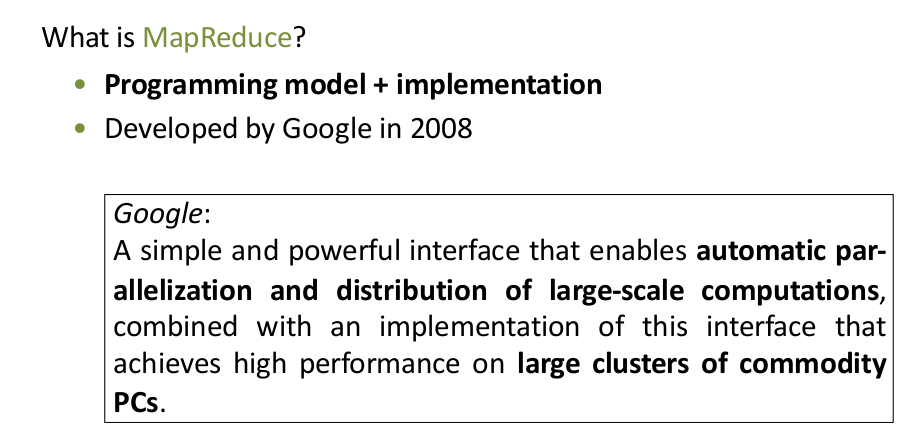 What is MapReduce?
• Programming model + implementation
• Developed by Google in 2008
Google:
A simple and powerful interface that enables automatic par-
allelization and distribution of large-scale computations,
combined with an implementation of this interface that
achieves high performance on large clusters of commodity
PCs.